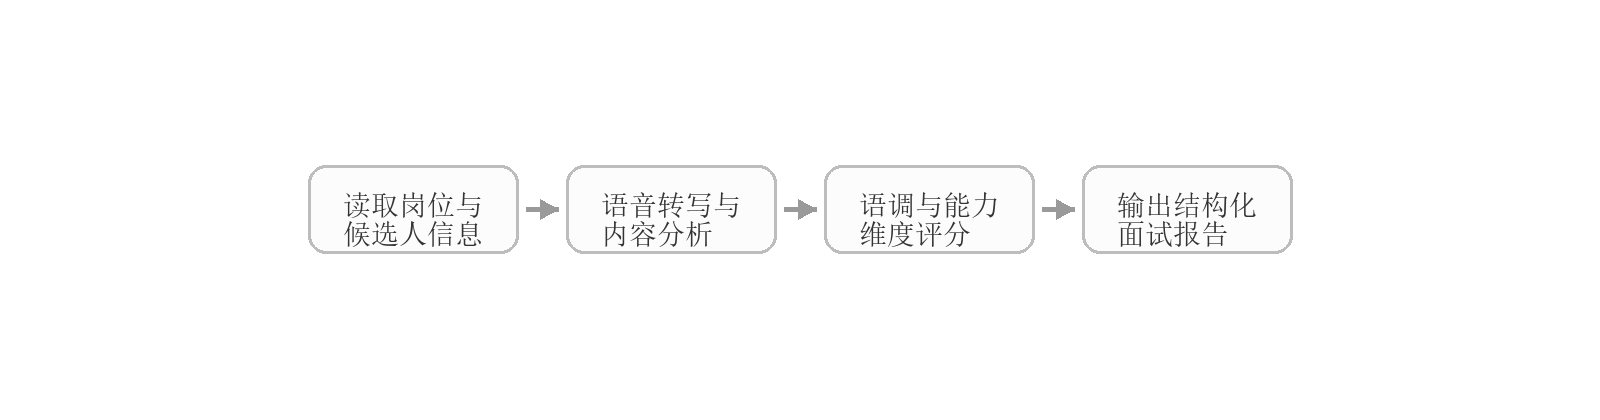 读取岗位与
候选人信息
语音转写与
内容分析
语调与能力
维度评分
输出结构化
面试报告